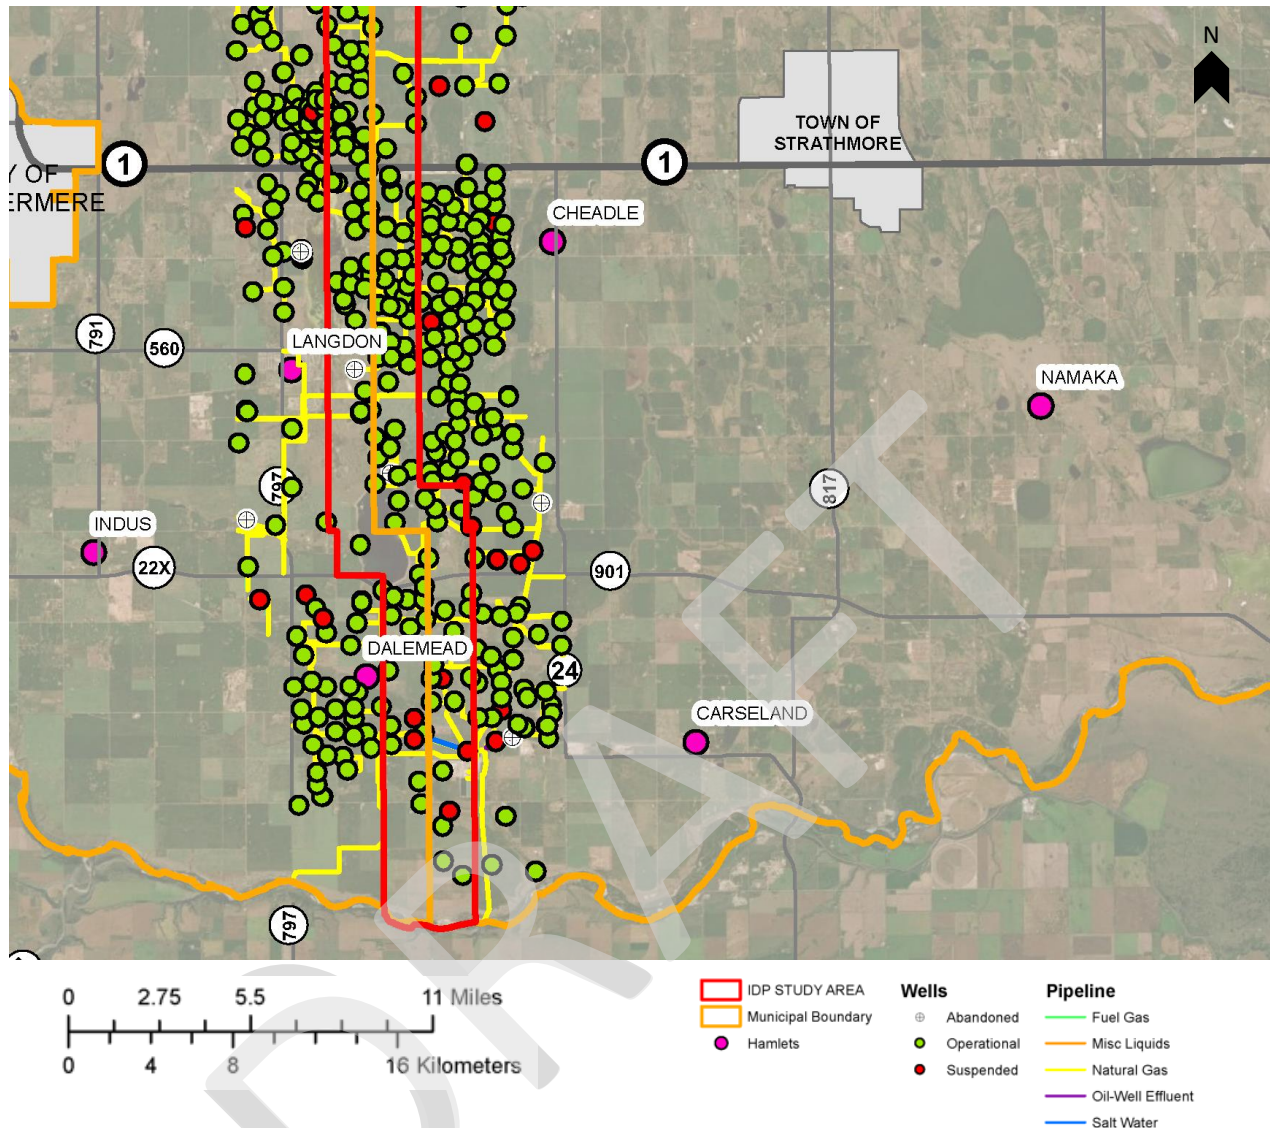 N
TOWN OF
STRATHMORE
1
1
Y OF
ERMERE
CHEADLE
791
560
LANGDON
NAMAKA
797
817
INDUS
22X
901
DALEMEAD
24
CARSELAND
797
DRAFT
0 2.75 5.5 11 Miles
0 4 8 16 Kilometers
IDP STUDY AREA
Municipal Boundary
Hamlets
Wells
Abandoned
Operational
Suspended
Pipeline
Fuel Gas
Misc Liquids
Natural Gas
Oil-Well Effluent
Salt Water